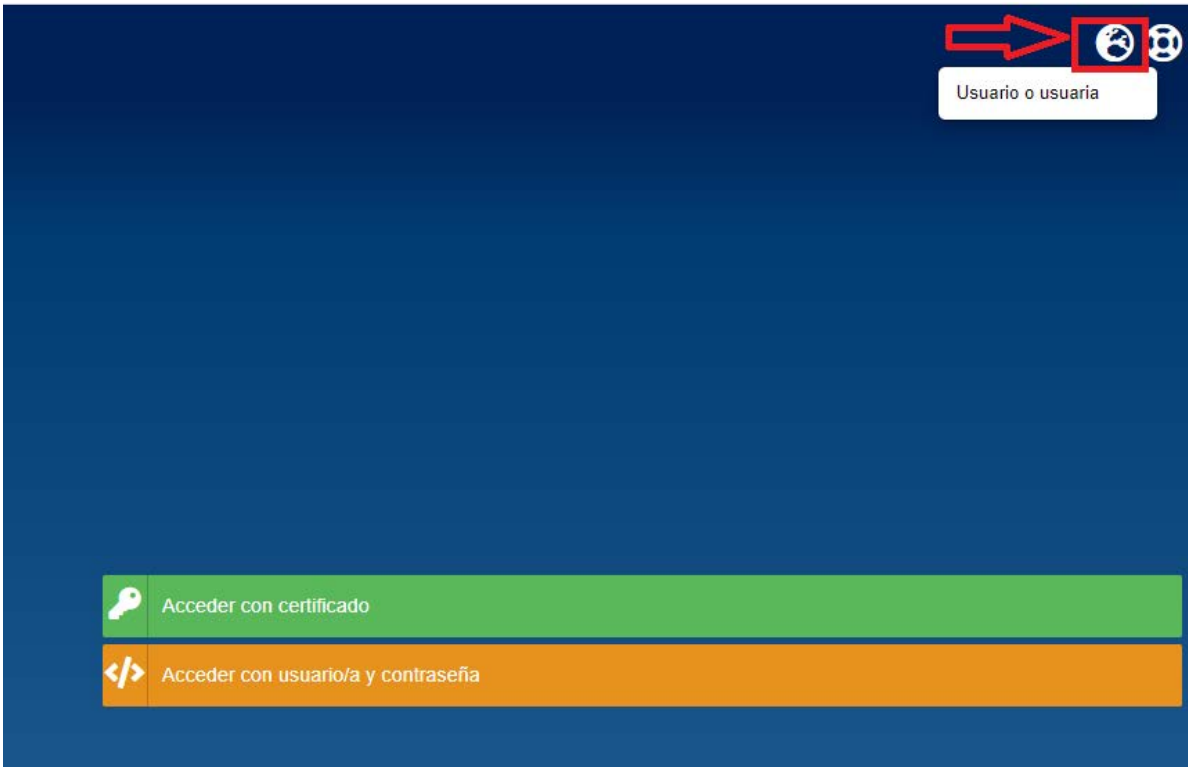 Usuario o usuaria
Acceder con certificado
Acceder con usuario/a y contraseña